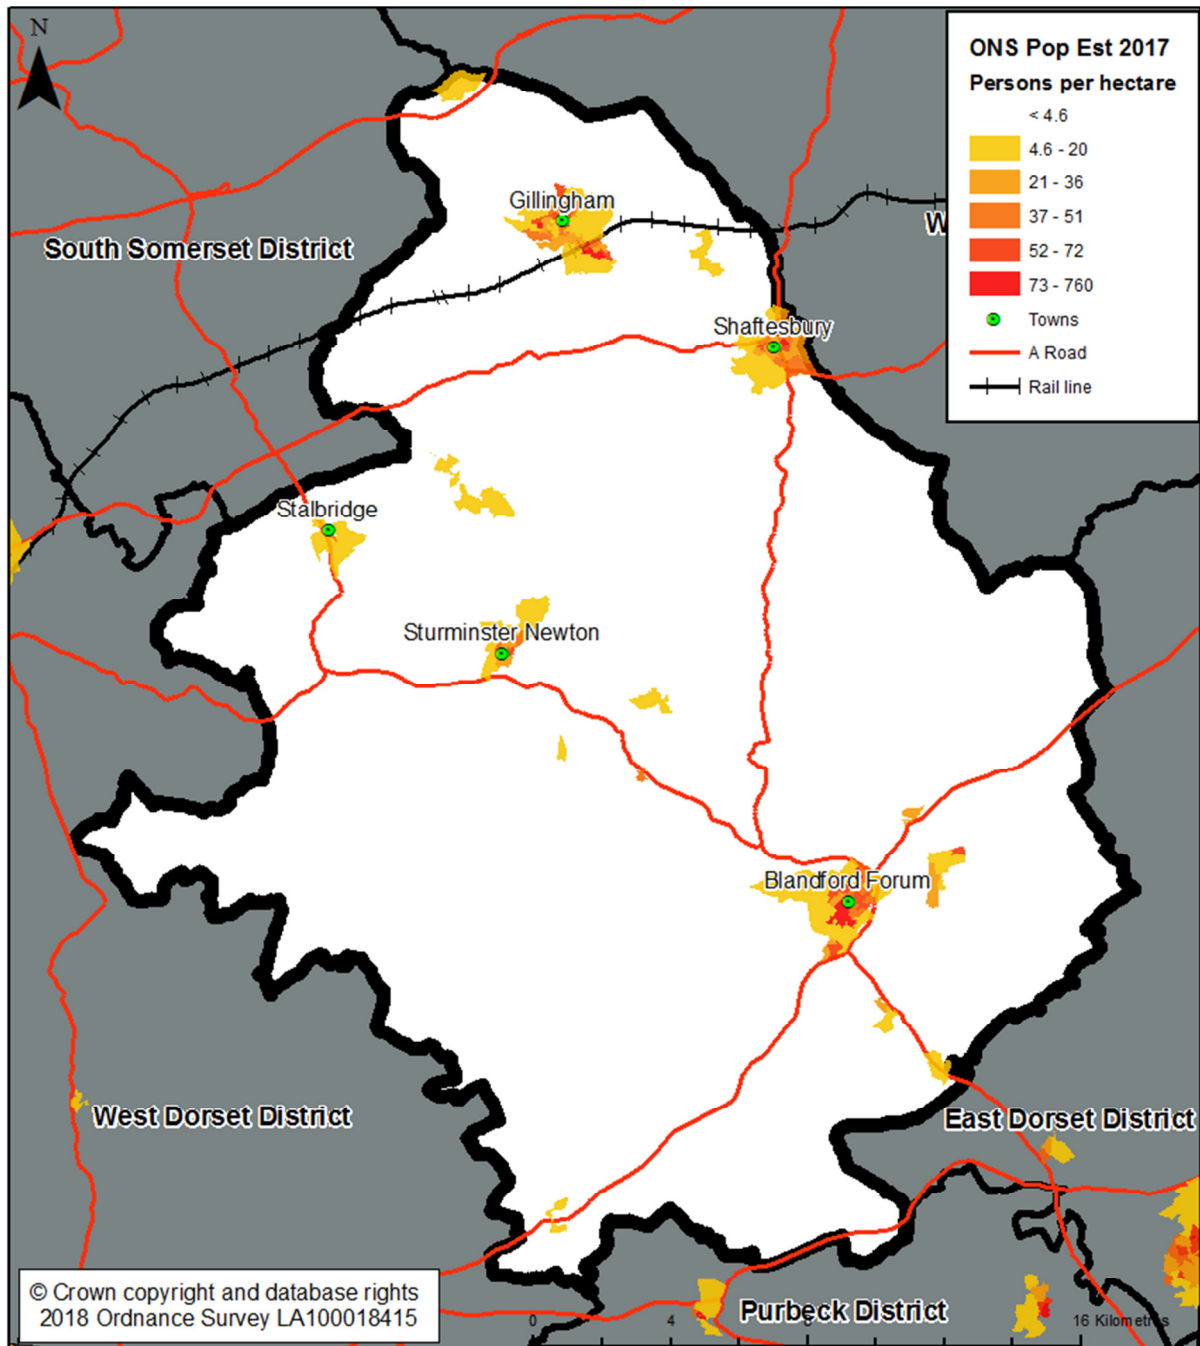 N
ONS Pop Est 2017
Persons per hectare
< 4.6
4.6 - 20
21 - 36
37 - 51
52 - 72
73 - 760
Towns
A Road
Rail line
Gillingham
W
South Somerset District
Shaftesbury
Stalbridge
Sturminster Newton
Blandford Forum
West Dorset District
East Dorset District
© Crown copyright and database rights
2018 Ordnance Survey LA100018415
Purbeck District
0 4 8 16 Kilometres